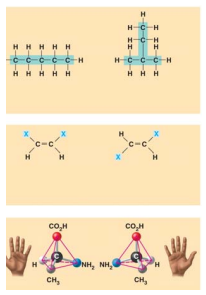 H
H C H
H H H H H H C H
H C C C C C H H C C C H
H H H H H H H H
X X H X
C = C C = C
H H X H
CO₂H CO₂H
C C
H NH₂ NH₂ H
CH₃ CH₃